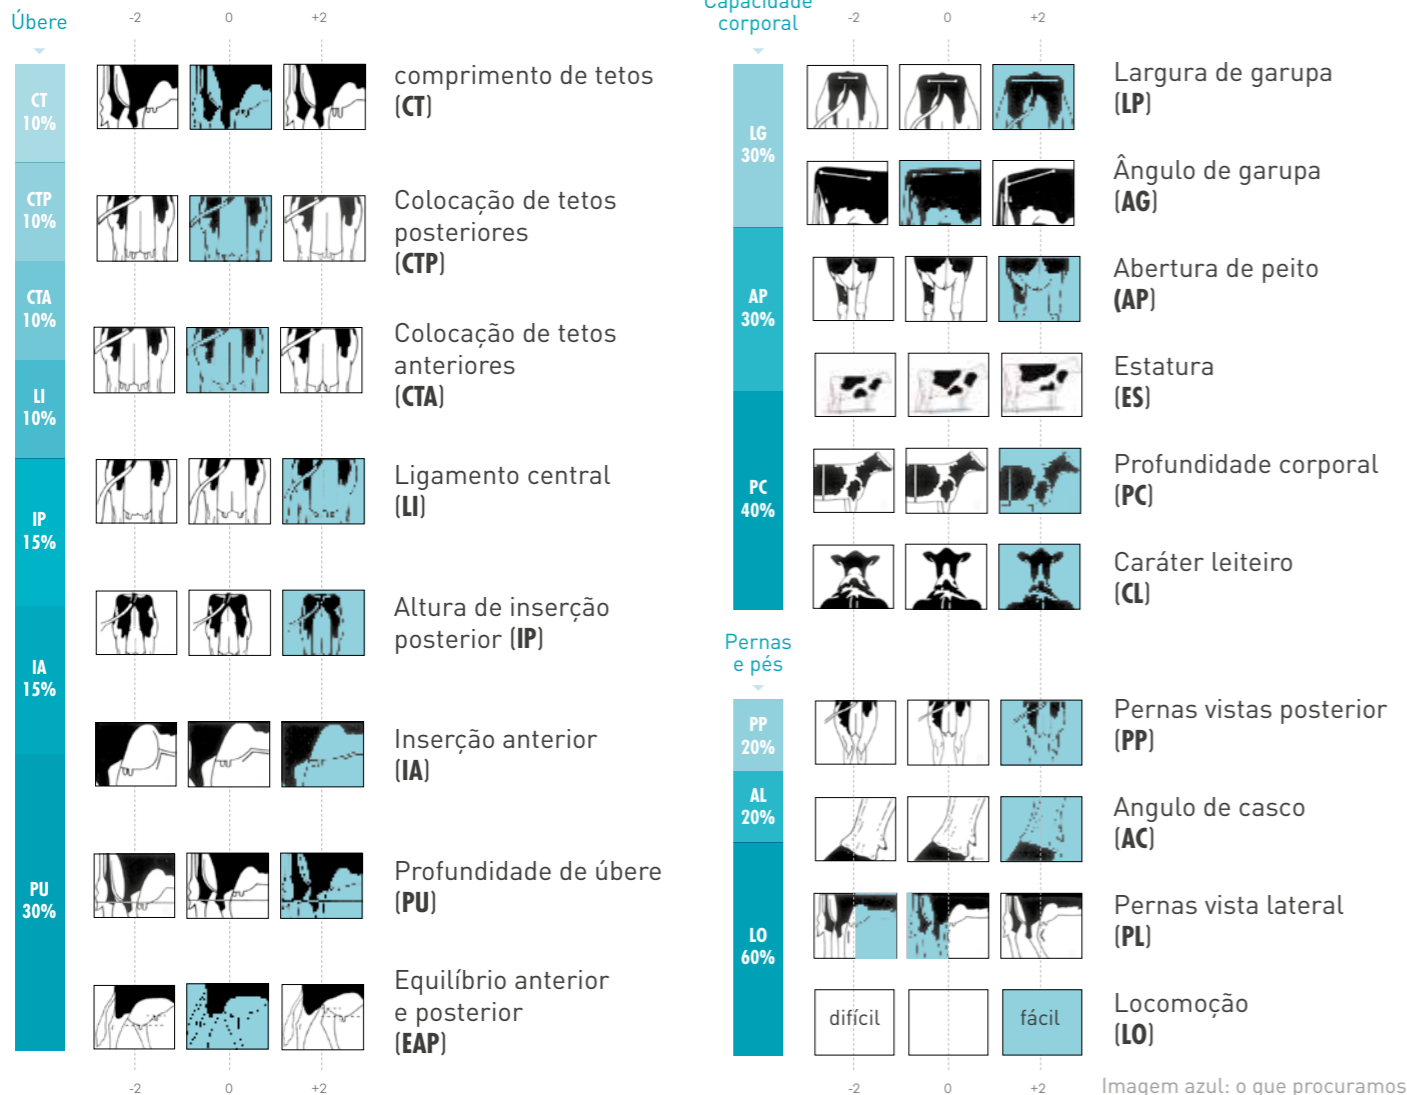 Úbere
-2
0
+2
CT
10%
CTP
10%
CTA
10%
LI
10%
IP
15%
IA
15%
PU
30%
comprimento de tetos
(CT)
Colocação de tetos
posteriores
(CTP)
Colocação de tetos
anteriores
(CTA)
Ligamento central
(LI)
Altura de inserção
posterior (IP)
Inserção anterior
(IA)
Profundidade de úbere
(PU)
Equilíbrio anterior
e posterior
(EAP)
-2
0
+2
Capacidade
corporal
-2
0
+2
LG
30%
AP
30%
PC
40%
Largura de garupa
(LP)
Ângulo de garupa
(AG)
Abertura de peito
(AP)
Estatura
(ES)
Profundidade corporal
(PC)
Caráter leiteiro
(CL)
Pernas
e pés
PP
20%
AL
20%
LO
60%
Pernas vistas posterior
(PP)
Angulo de casco
(AC)
Pernas vista lateral
(PL)
difícil
fácil
Locomoção
(LO)
-2
0
+2
Imagem azul: o que procuramos